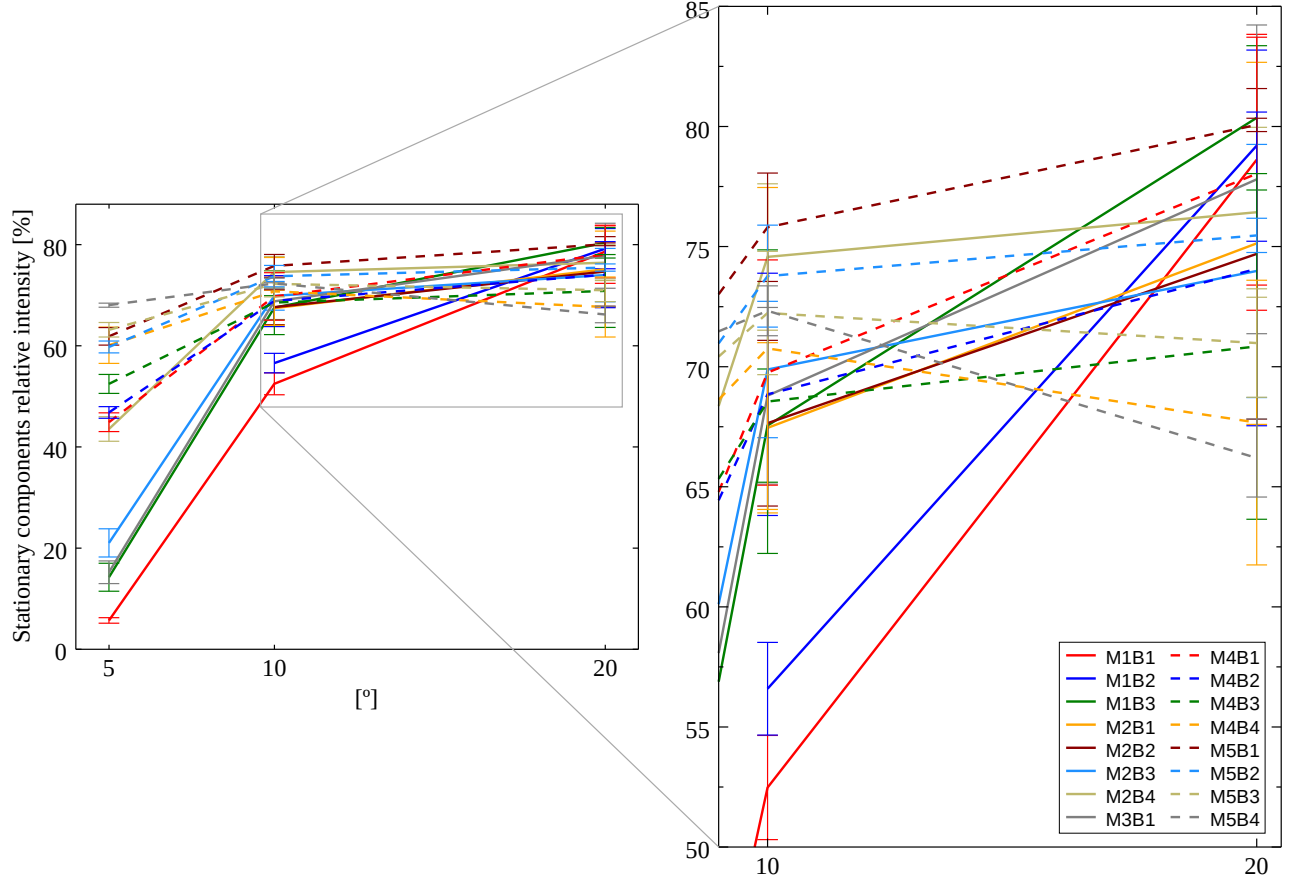 Stationary components relative intensity [%]
80
60
40
20
0
5 10 20
[º]
85
80
75
70
65
60
55
50
10 20
M1B1 M4B1
M1B2 M4B2
M1B3 M4B3
M2B1 M4B4
M2B2 M5B1
M2B3 M5B2
M2B4 M5B3
M3B1 M5B4